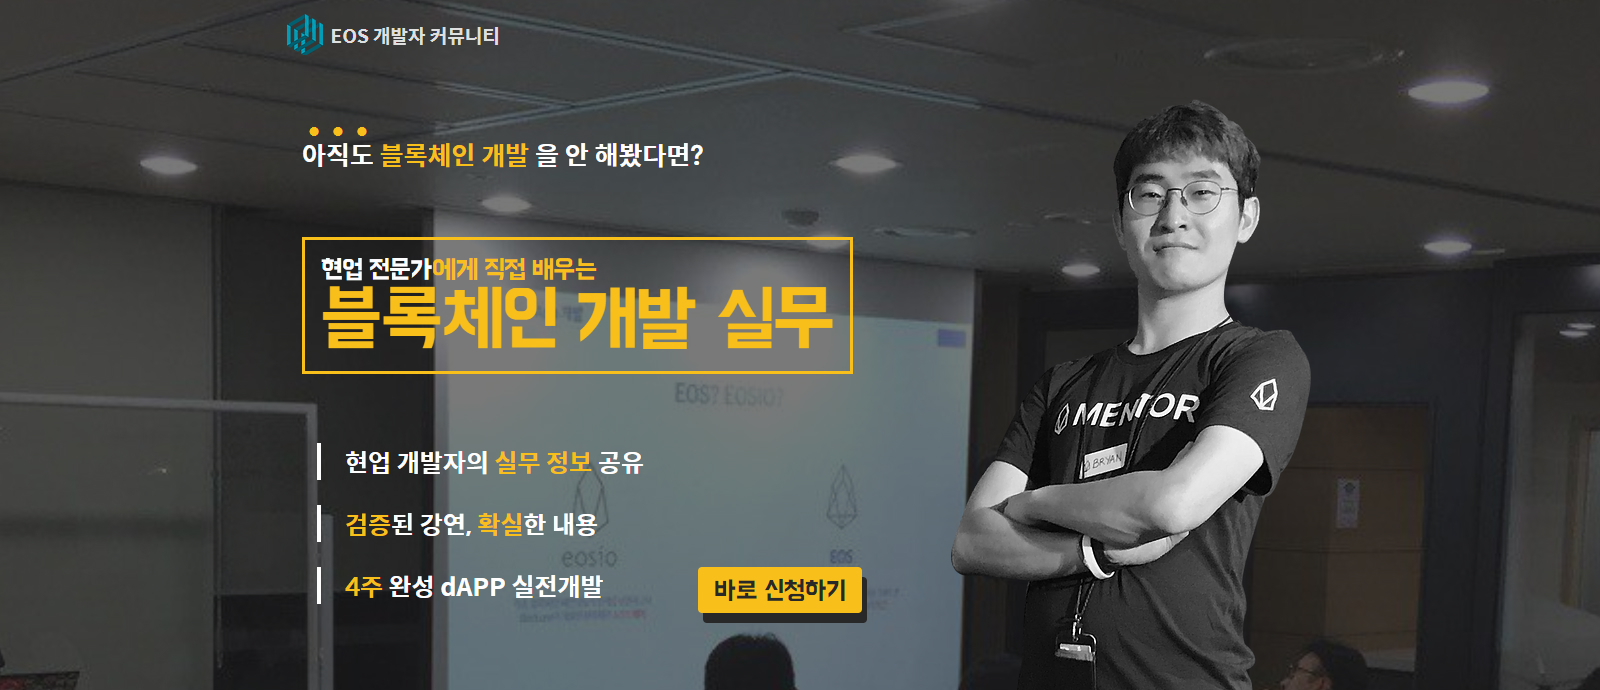 EOS 개발자 커뮤니티
아직도 블록체인 개발 을 안 해봤다면?
현업 전문가에게 직접 배우는
블록체인 개발 실무
EOS? EOSIO?
현업 개발자의 실무 정보 공유
검증된 강연, 확실한 내용
eosio
EOS
4주 완성 dAPP 실전개발
바로 신청하기
MENTOR
BRYAN